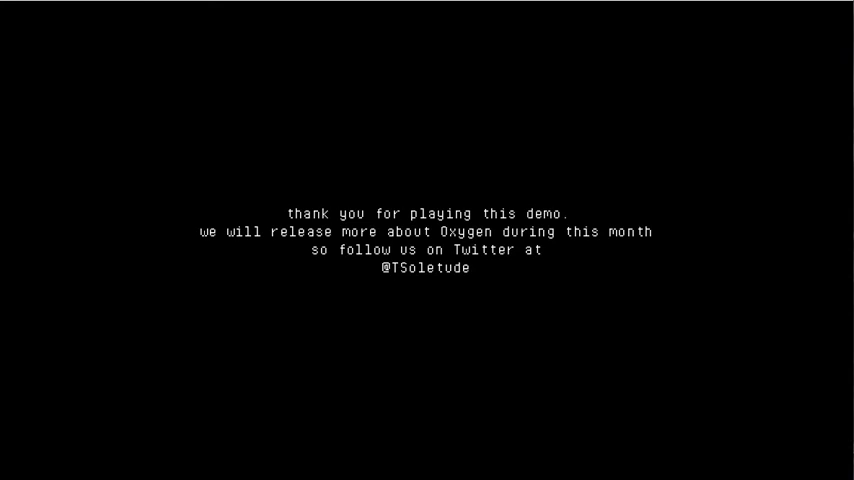 thank you for playing this demo.
we will release more about Oxygen during this month
so follow us on Twitter at
@TSoletude